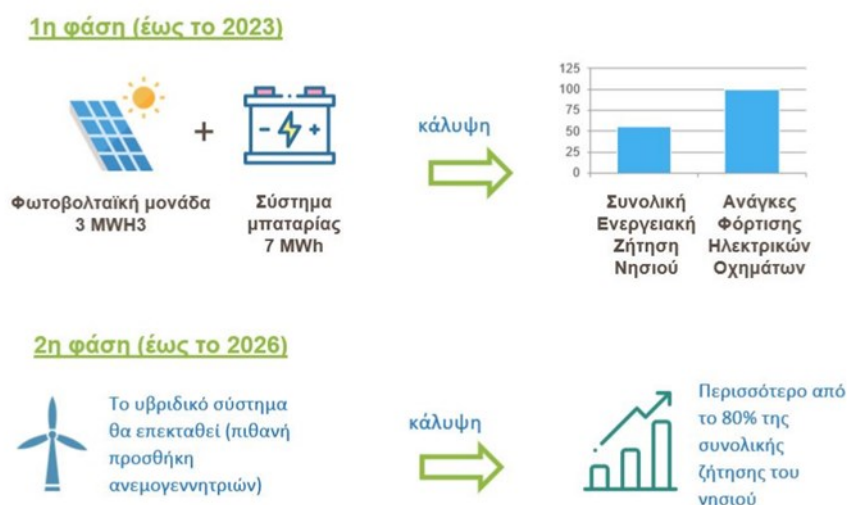 1η φάση (έως το 2023)
+
Φωτοβολταϊκή μονάδα
3 MWH3
Σύστημα
μπαταρίας
7 MWh
κάλυψη
125
100
75
50
25
0
Συνολική
Ενεργειακή
Ζήτηση
Νησιού
Ανάγκες
Φόρτισης
Ηλεκτρικών
Οχημάτων
2η φάση (έως το 2026)
Το υβριδικό σύστημα
θα επεκταθεί (πιθανή
προσθήκη
ανεμογεννητριών)
κάλυψη
Περισσότερο από
το 80% της
συνολικής
ζήτησης του
νησιού